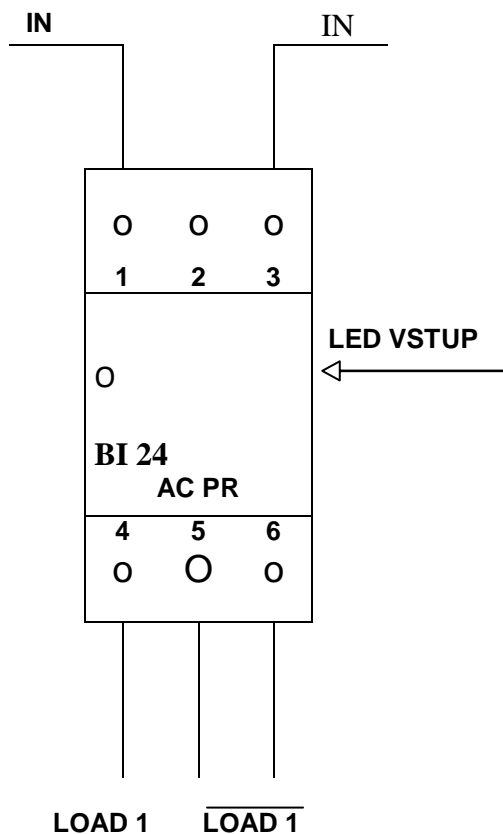 IN IN
1 2 3
LED VSTUP
BI 24
AC PR
4 5 6
LOAD 1 LOAD 1